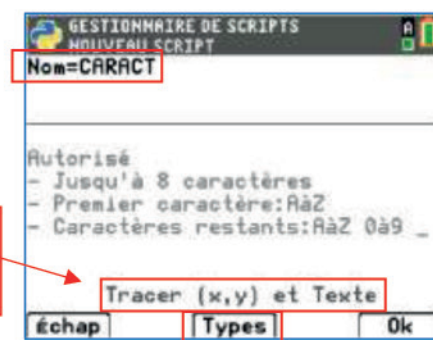 GESTIONNAIRE DE SCRIPTS
NOUVEAU SCRIPT
Nom=CARACT
Autorisé
- Jusqu'à 8 caractères
- Premier caractère:AàZ
- Caractères restants:AàZ 0à9 _
Tracer (x,y) et Texte
Échap
Types
Ok